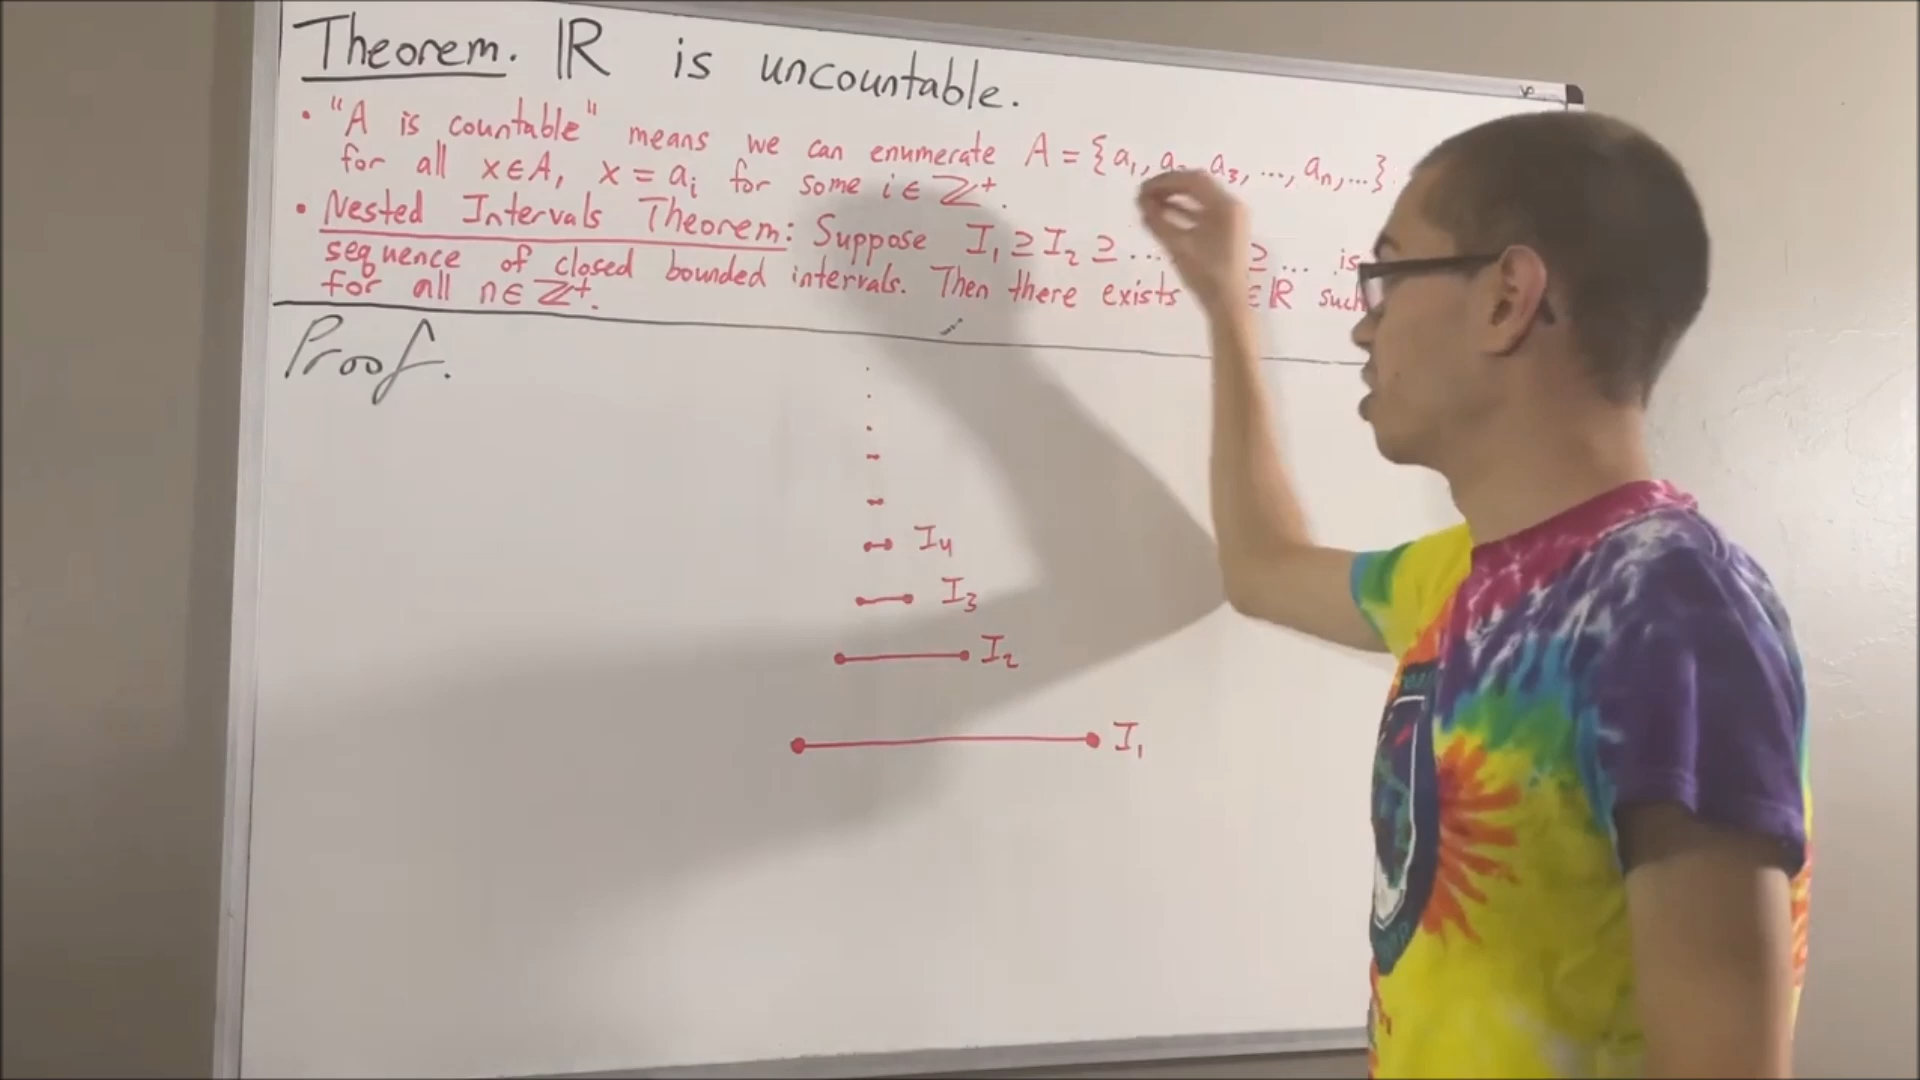 Theorem. ℝ is uncountable.
• "A is countable" means we can enumerate A = {a₁, a₃, ..., aₙ, ...}
for all x∈A, x = aᵢ for some i∈ℤ⁺.
• Nested Intervals Theorem: Suppose I₁ ⊇ I₂ ⊇ ... ⊇ ... is
sequence of closed bounded intervals. Then there exists ∈ℝ such
for all n∈ℤ⁺.
Proof.
I₄
I₃
I₂
I₁